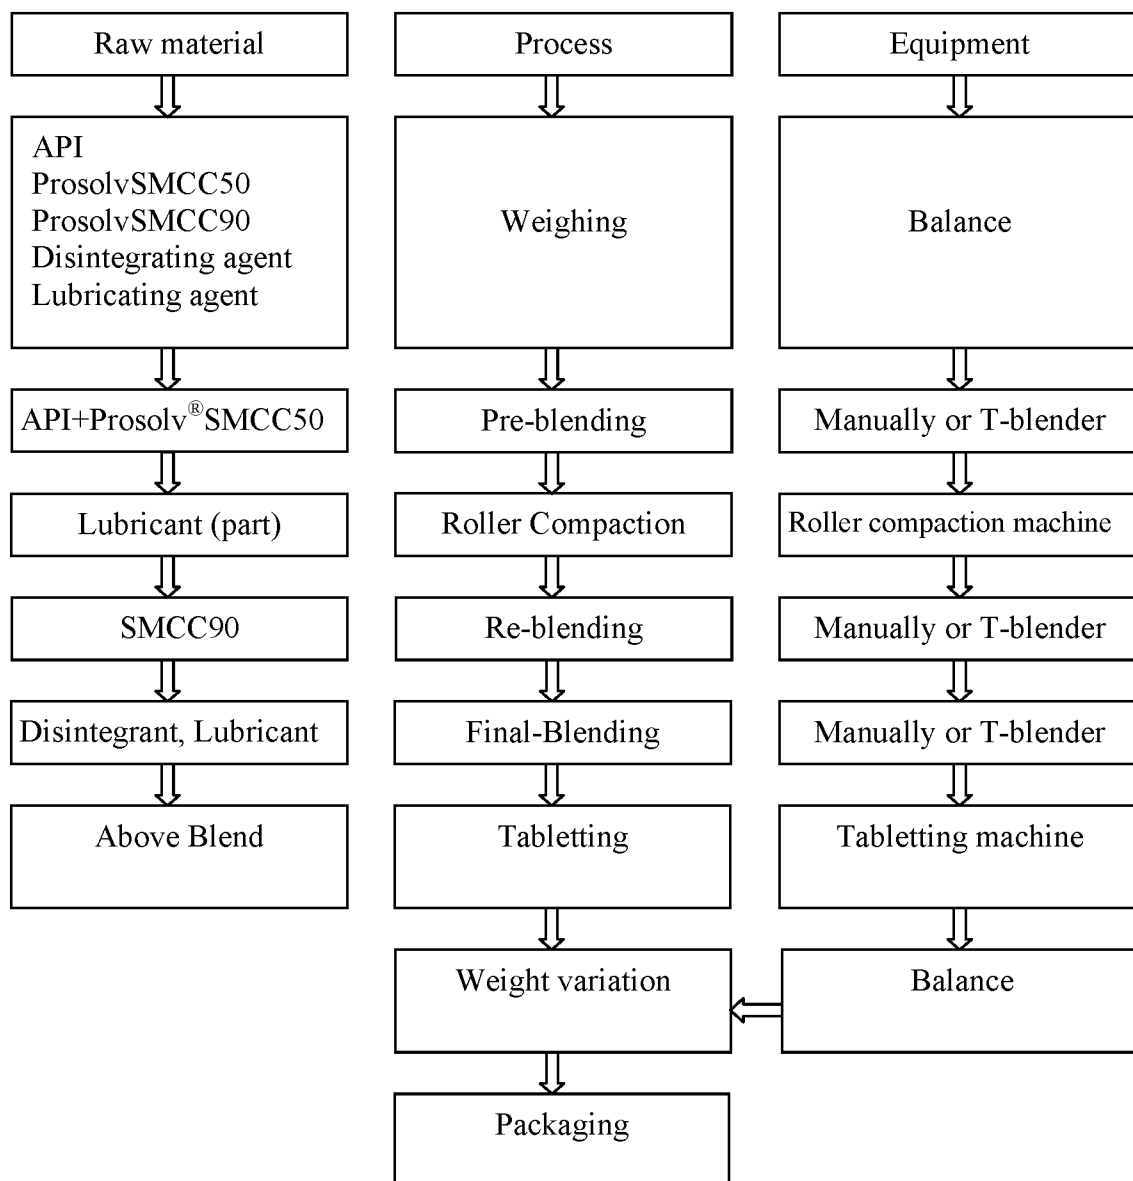 Raw material
Process
Equipment
API
ProsolvSMCC50
ProsolvSMCC90
Disintegrating agent
Lubricating agent
Weighing
Balance
API+Prosolv®SMCC50
Pre-blending
Manually or T-blender
Lubricant (part)
Roller Compaction
Roller compaction machine
SMCC90
Re-blending
Manually or T-blender
Disintegrant, Lubricant
Final-Blending
Manually or T-blender
Above Blend
Tabletting
Tabletting machine
Weight variation
Balance
Packaging